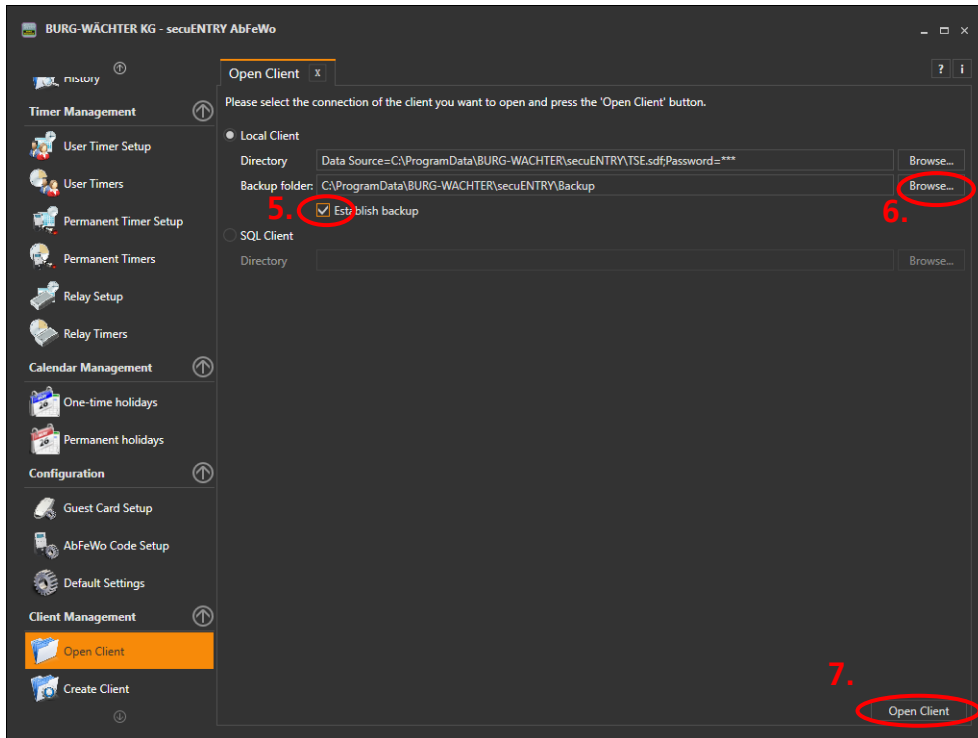 BURG-WÄCHTER KG - secuENTRY AbFeWo
History
Timer Management
User Timer Setup
User Timers
Permanent Timer Setup
Permanent Timers
Relay Setup
Relay Timers
Calendar Management
One-time holidays
Permanent holidays
Configuration
Guest Card Setup
AbFeWo Code Setup
Default Settings
Client Management
Open Client
Create Client
Open Client x
? i
Please select the connection of the client you want to open and press the 'Open Client' button.
Local Client
Directory Data Source=C:\ProgramData\BURG-WACHTER\secuENTRY\TSE.sdf;Password=*** Browse...
Backup folder: C:\ProgramData\BURG-WACHTER\secuENTRY\Backup Browse...
5. Establish backup 6.
SQL Client
Directory Browse...
7.
Open Client